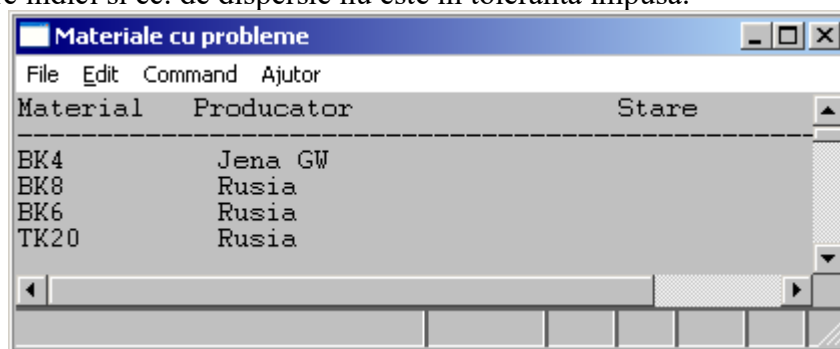 indici si ec. de dispersie nu este in toleranta impusa.
Materiale cu probleme
File Edit Command Ajutor
Material Producator Stare
BK4 Jena GW
BK8 Rusia
BK6 Rusia
TK20 Rusia